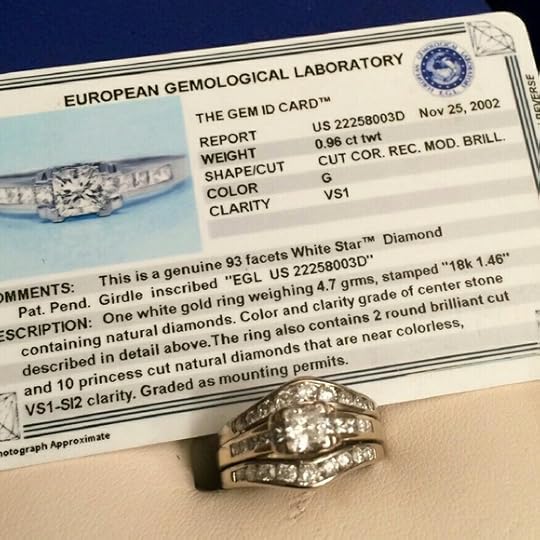 EUROPEAN GEMOLOGICAL LABORATORY
THE GEM ID CARD™
REPORT US 22258003D Nov 25, 2002
WEIGHT 0.96 ct twt
SHAPE/CUT CUT COR. REC. MOD. BRILL.
COLOR G
CLARITY VS1
This is a genuine 93 facets White Star™ Diamond
Pat. Pend. Girdle inscribed "EGL US 22258003D"
One white gold ring weighing 4.7 grms, stamped "18k 1.46"
containing natural diamonds. Color and clarity grade of center stone
described in detail above.The ring also contains 2 round brilliant cut
and 10 princess cut natural diamonds that are near colorless,
VS1-SI2 clarity. Graded as mounting permits.
Approximate
REVERSE